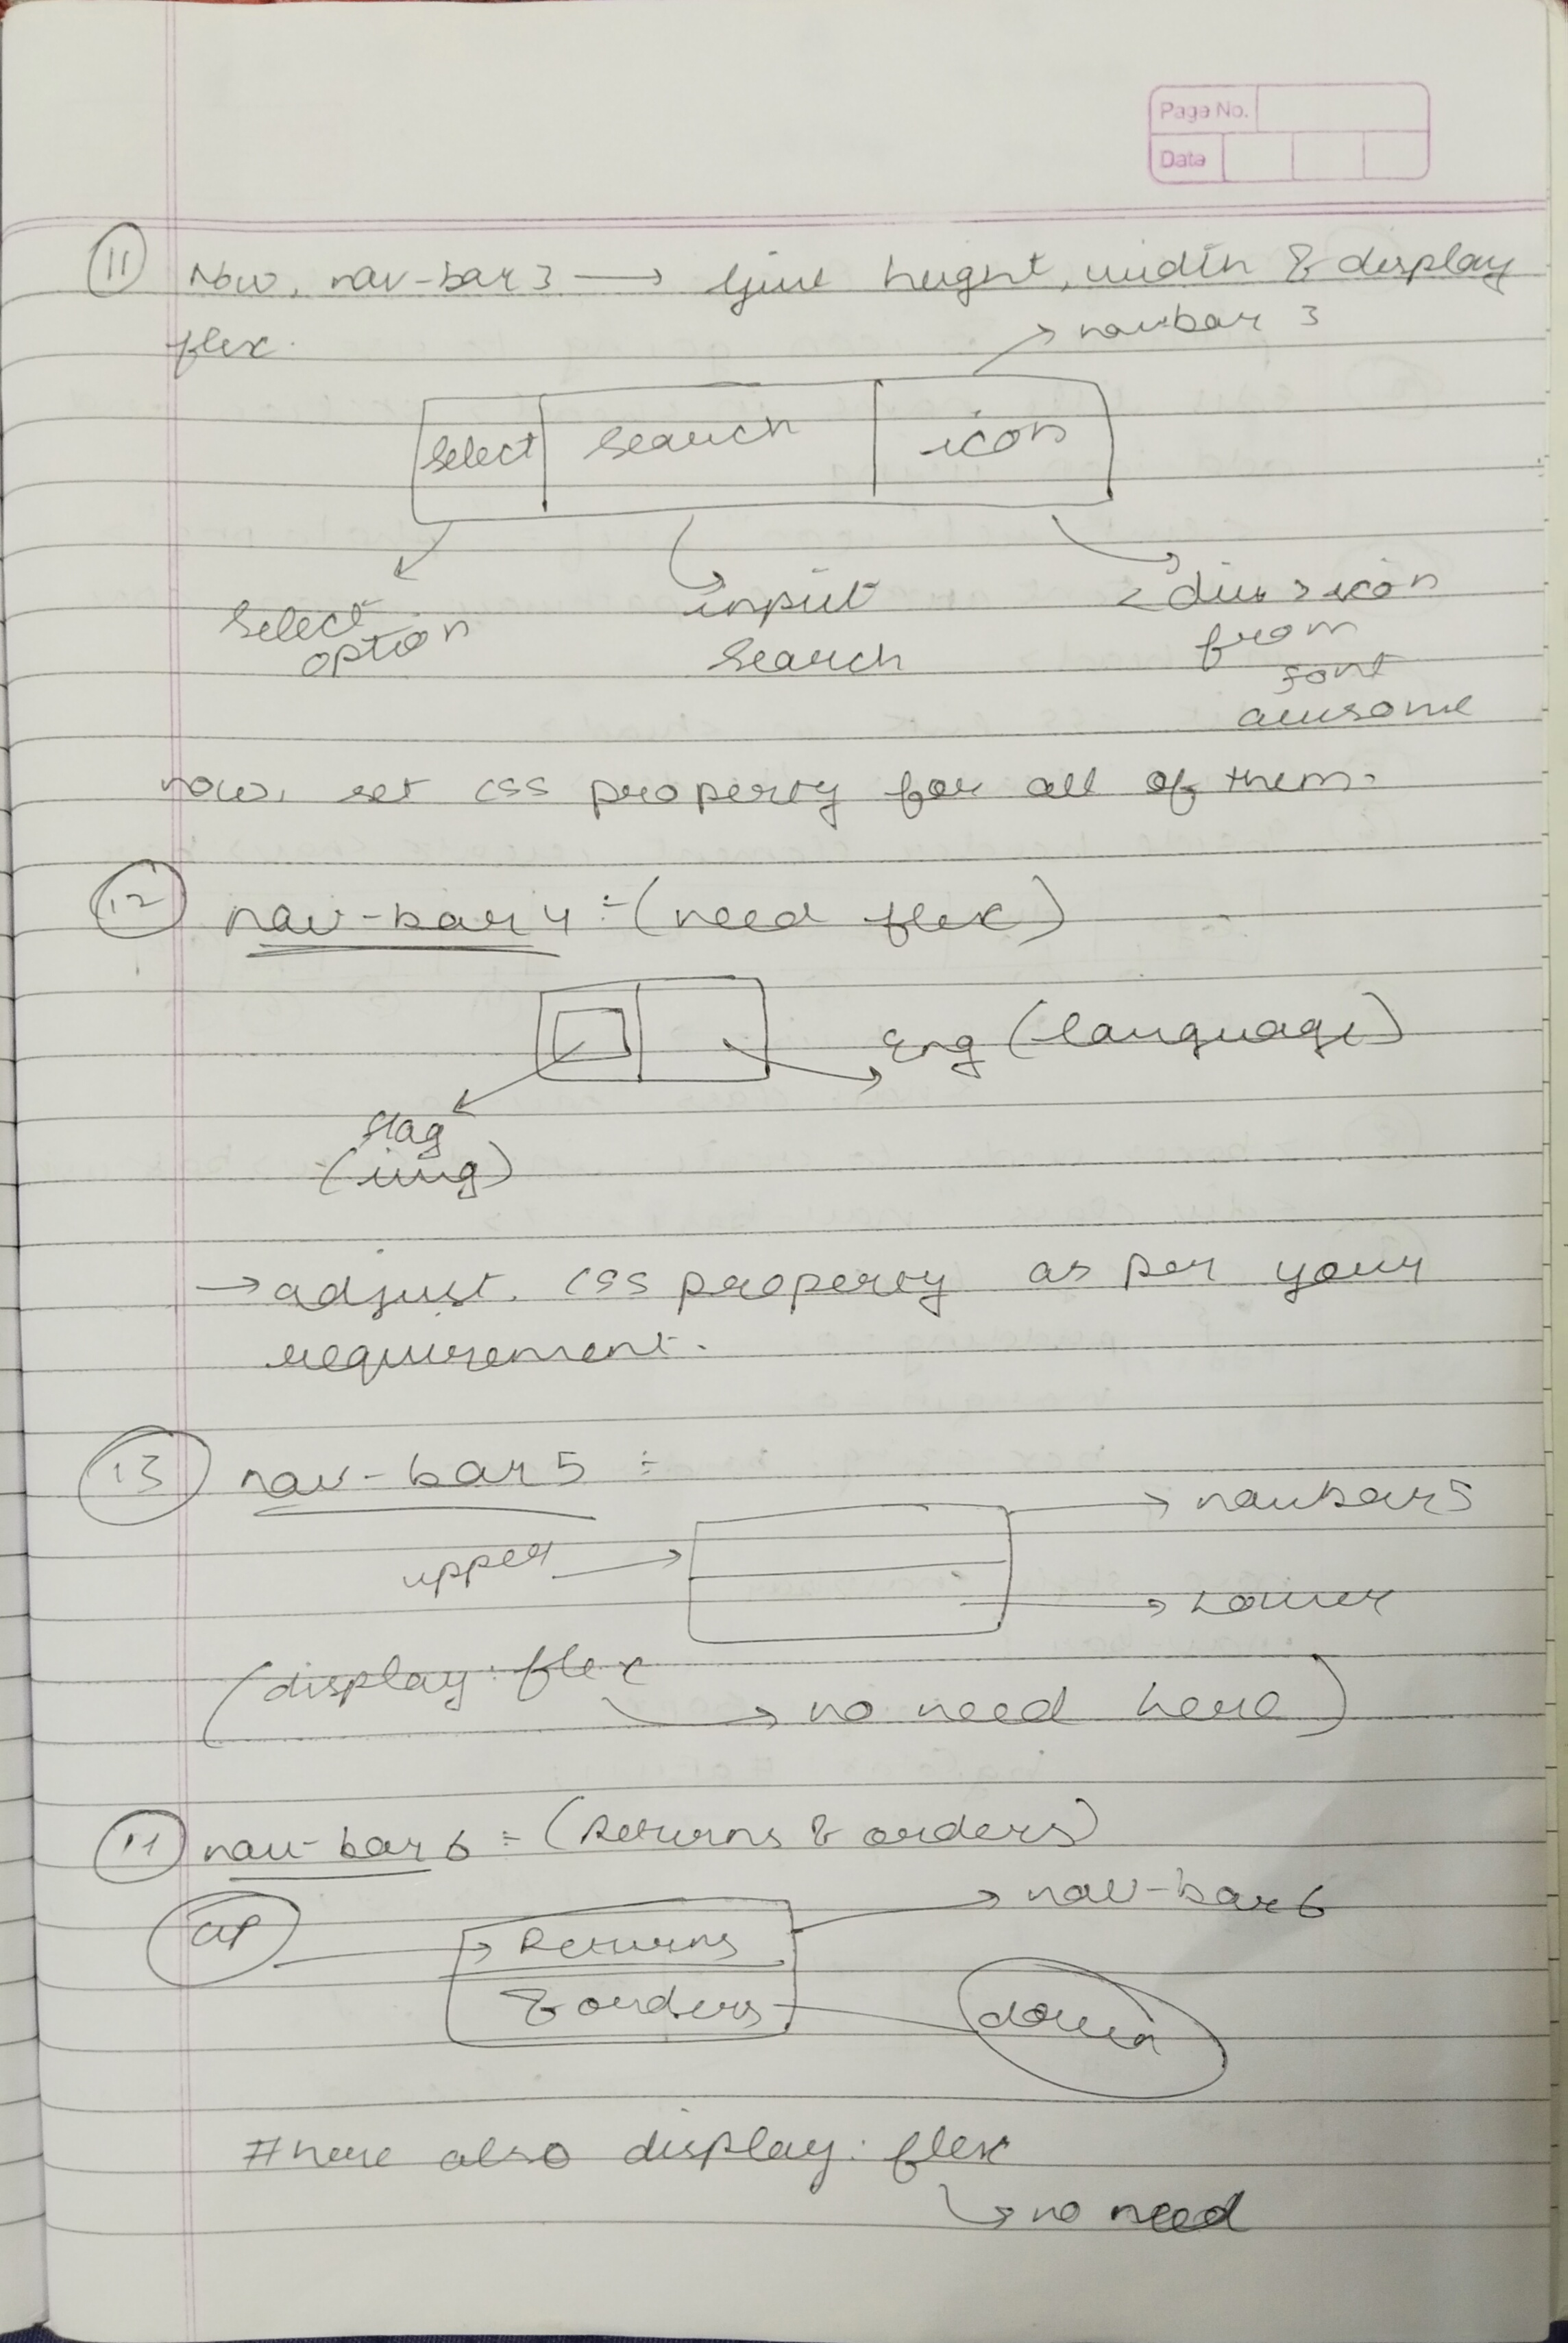 Page No.
Data
11 Now, nav-bar 3 → give height, width & display
flex.
→ navbar 3
Select search icon
Select option
input search
<div> icon from font awsome
now, set css property for all of them.
12 nav-bar 4 :- (need flex)
Eng (language)
flag
(img)
→ adjust. css property as per your
requirement.
13 nav-bar 5 :-
→ navbar 5
upper →
→ Lower
(display: flex
→ no need here)
11 nav-bar 6 :- (Returns & orders)
→ nav-bar 6
up → Returns
& orders
down
# here also display: flex
→ no need